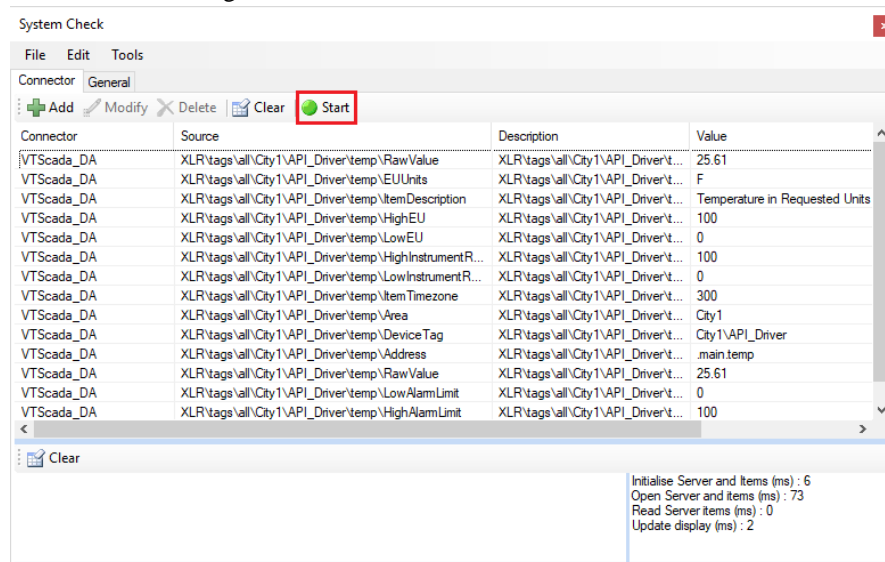 System Check
File Edit Tools
Connector General
Add Modify Delete Clear Start
Connector Source Description Value
VTScada_DA XLR\tags\all\City1\API_Driver\temp\RawValue XLR\tags\all\City1\API_Driver\t... 25.61
VTScada_DA XLR\tags\all\City1\API_Driver\temp\EUUnits XLR\tags\all\City1\API_Driver\t... F
VTScada_DA XLR\tags\all\City1\API_Driver\temp\ItemDescription XLR\tags\all\City1\API_Driver\t... Temperature in Requested Units
VTScada_DA XLR\tags\all\City1\API_Driver\temp\HighEU XLR\tags\all\City1\API_Driver\t... 100
VTScada_DA XLR\tags\all\City1\API_Driver\temp\LowEU XLR\tags\all\City1\API_Driver\t... 0
VTScada_DA XLR\tags\all\City1\API_Driver\temp\HighInstrumentR... XLR\tags\all\City1\API_Driver\t... 100
VTScada_DA XLR\tags\all\City1\API_Driver\temp\LowInstrumentR... XLR\tags\all\City1\API_Driver\t... 0
VTScada_DA XLR\tags\all\City1\API_Driver\temp\ItemTimezone XLR\tags\all\City1\API_Driver\t... 300
VTScada_DA XLR\tags\all\City1\API_Driver\temp\Area XLR\tags\all\City1\API_Driver\t... City1
VTScada_DA XLR\tags\all\City1\API_Driver\temp\DeviceTag XLR\tags\all\City1\API_Driver\t... City1\API_Driver
VTScada_DA XLR\tags\all\City1\API_Driver\temp\Address XLR\tags\all\City1\API_Driver\t... .main.temp
VTScada_DA XLR\tags\all\City1\API_Driver\temp\RawValue XLR\tags\all\City1\API_Driver\t... 25.61
VTScada_DA XLR\tags\all\City1\API_Driver\temp\LowAlarmLimit XLR\tags\all\City1\API_Driver\t... 0
VTScada_DA XLR\tags\all\City1\API_Driver\temp\HighAlarmLimit XLR\tags\all\City1\API_Driver\t... 100
Clear
Initialise Server and Items (ms) : 6
Open Server and items (ms) : 73
Read Server items (ms) : 0
Update display (ms) : 2